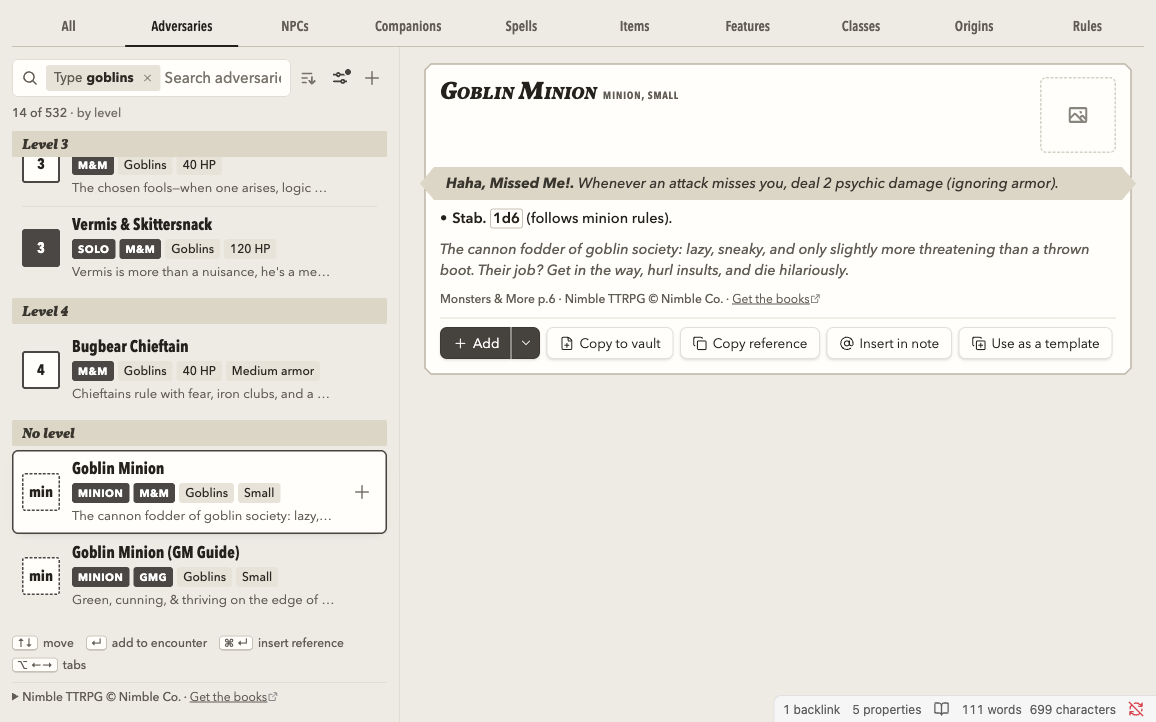 All Adversaries NPCs Companions Spells Items Features Classes Origins Rules
Type goblins × Search adversari
14 of 532 · by level
Level 3
3 M&M Goblins 40 HP
The chosen fools—when one arises, logic …
Vermis & Skittersnack
3 SOLO M&M Goblins 120 HP
Vermis is more than a nuisance, he's a me…
Level 4
Bugbear Chieftain
4 M&M Goblins 40 HP Medium armor
Chieftains rule with fear, iron clubs, and a …
No level
Goblin Minion
min MINION M&M Goblins Small
The cannon fodder of goblin society: lazy,…
Goblin Minion (GM Guide)
min MINION GMG Goblins Small
Green, cunning, & thriving on the edge of …
↑↓ move ↵ add to encounter ⌘ ↵ insert reference
⌥ ←→ tabs
Nimble TTRPG © Nimble Co. · Get the books
Goblin Minion MINION, SMALL
Haha, Missed Me!. Whenever an attack misses you, deal 2 psychic damage (ignoring armor).
• Stab. 1d6 (follows minion rules).
The cannon fodder of goblin society: lazy, sneaky, and only slightly more threatening than a thrown
boot. Their job? Get in the way, hurl insults, and die hilariously.
Monsters & More p.6 · Nimble TTRPG © Nimble Co. · Get the books
+ Add Copy to vault Copy reference Insert in note Use as a template
1 backlink 5 properties 111 words 699 characters